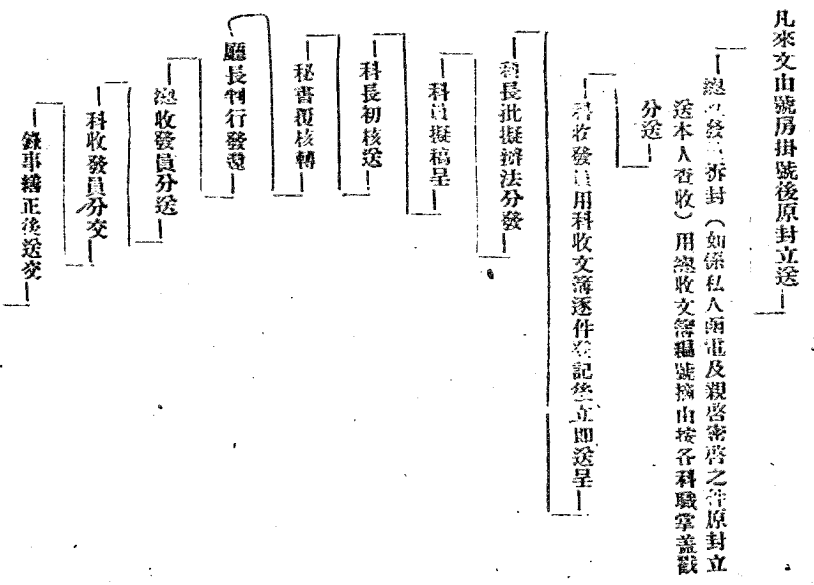 凡來文由號房掛號後原封立送
總收發員拆封（如係私人函電及親啓密啓之件原封立
送本人查收）用總收文簿編號摘由按各科職掌蓋戳
分送
科收發員用科收文簿逐件登記後立即送呈
科長批擬辦法分發
科員擬稿呈
科長初核送
秘書覆核轉
廳長判行發還
總收發員分送
科收發員分交
錄事繕正後送交